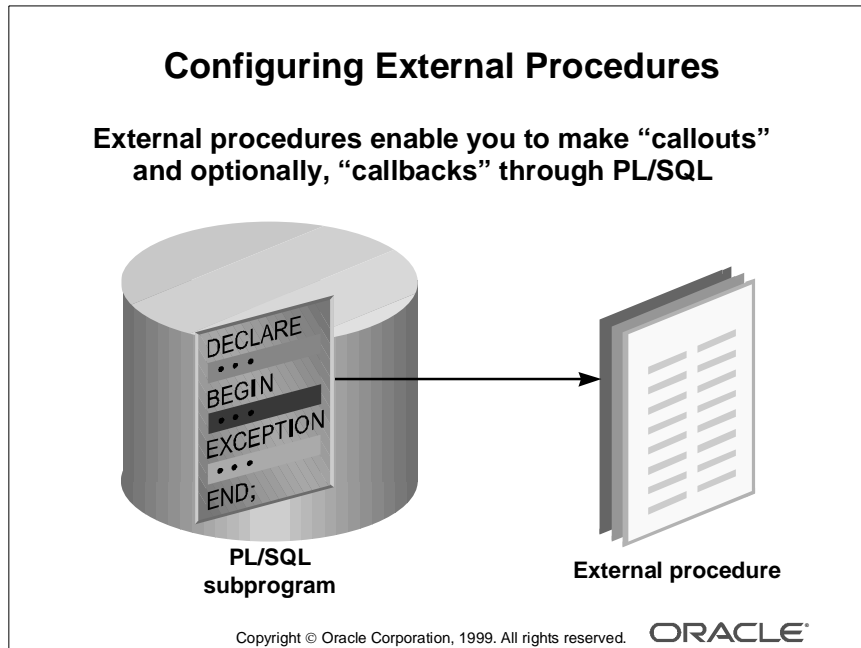 Configuring External Procedures
External procedures enable you to make “callouts”
and optionally, “callbacks” through PL/SQL
DECLARE
• • •
BEGIN
• • •
EXCEPTION
• • •
END;
PL/SQL
subprogram
External procedure
Copyright © Oracle Corporation, 1999. All rights reserved.
ORACLE®